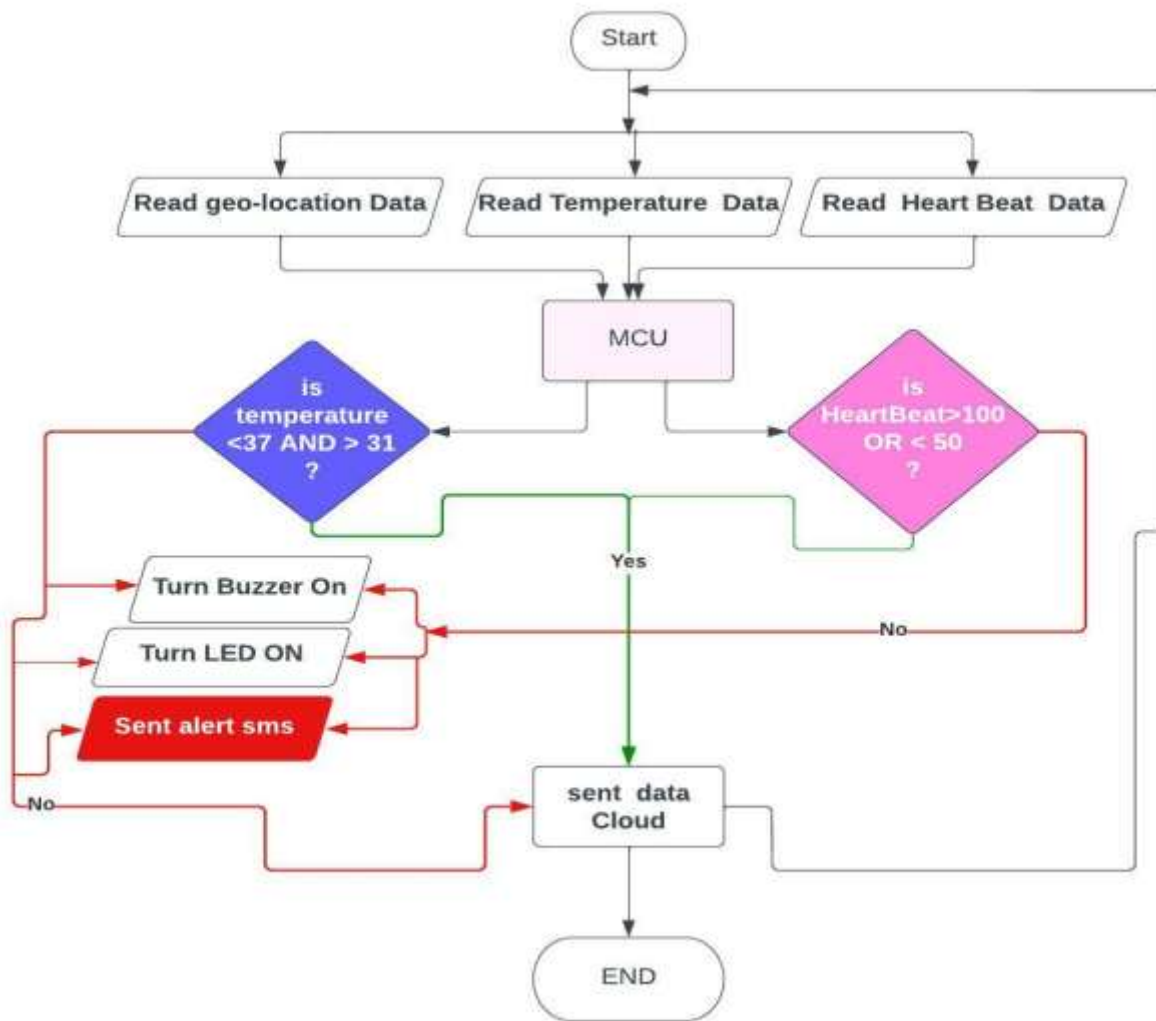 Start
Read geo-location Data
Read Temperature Data
Read Heart Beat Data
MCU
is
temperature
<37 AND > 31
?
is
HeartBeat>100
OR < 50
?
Yes
Turn Buzzer On
No
Turn LED ON
Sent alert sms
No
sent data
Cloud
END